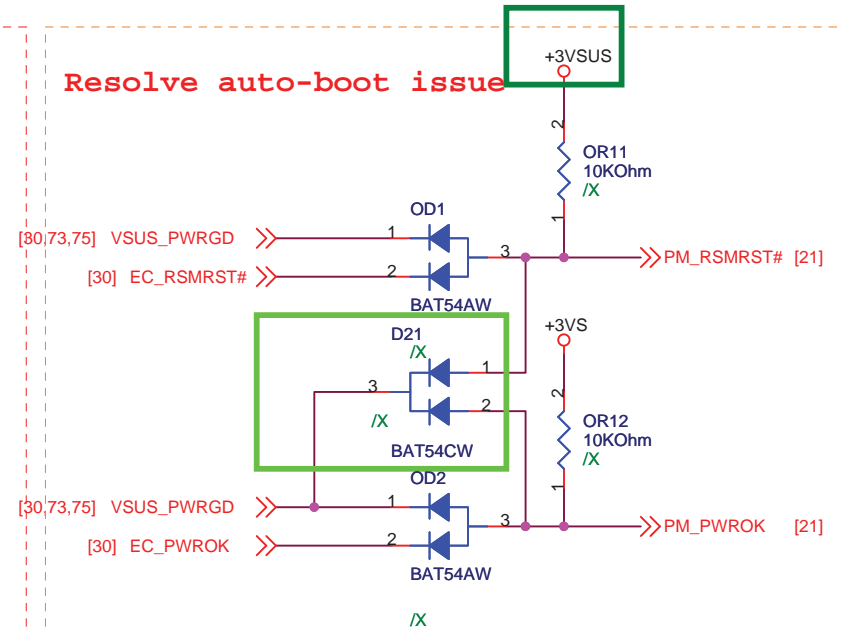 +3VSUS
Resolve auto-boot issue
2
OR11
10KOhm
/X
1
OD1
[30,73,75] VSUS_PWRGD
1
3
PM_RSMRST# [21]
[30] EC_RSMRST#
2
BAT54AW
+3VS
D21
/X
1
3
2
2
/X
OR12
10KOhm
/X
BAT54CW
1
OD2
[30,73,75] VSUS_PWRGD
1
3
PM_PWROK [21]
[30] EC_PWROK
2
BAT54AW
/X